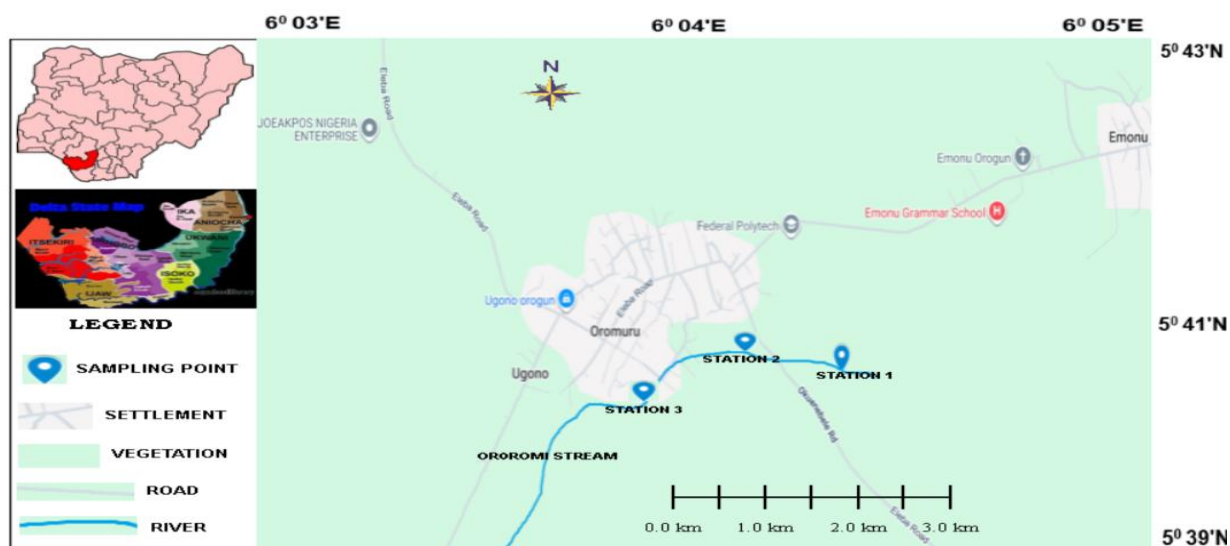 6⁰ 03'E
6⁰ 04'E
6⁰ 05'E
5⁰ 43'N
5⁰ 41'N
5⁰ 39'N
N
Eleba Road
JOEAKPOS NIGERIA
ENTERPRISE
Eleba Road
Emonu
Emonu Orogun
Emonu Grammar School
Federal Polytech
Ugono orogun
Eleba Road
Oromuru
Ugono
STATION 2
STATION 1
STATION 3
OROROMI STREAM
0.0 km
1.0 km
2.0 km
3.0 km
Delta State Map
IKA
ANIOCHA
UKWANI
ITSEKIRI
ISOKO
IJAW
LEGEND
SAMPLING POINT
SETTLEMENT
VEGETATION
ROAD
RIVER